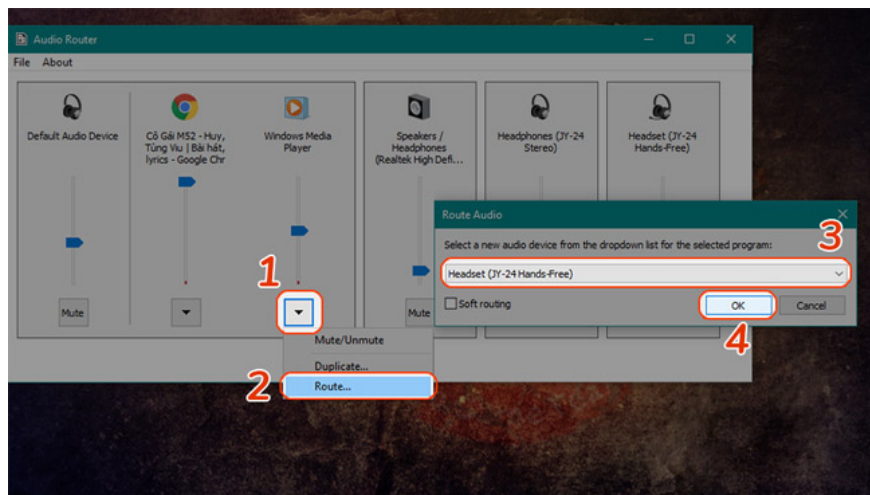 Audio Router
File About
Default Audio Device
Cô Gái M52 - Huy,
Tùng Viu | Bài hát,
lyrics - Google Chr
Windows Media
Player
Speakers /
Headphones
(Realtek High Defi...
Headphones (JY-24
Stereo)
Headset (JY-24
Hands-Free)
Mute
Mute
1
Mute/Unmute
Duplicate...
2
Route...
Route Audio
3
Select a new audio device from the dropdown list for the selected program:
Headset (JY-24 Hands-Free)
Soft routing
OK
Cancel
4